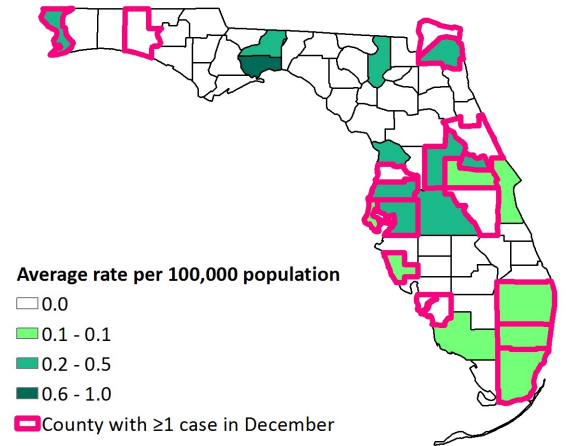 Average rate per 100,000 population
0.0
0.1 - 0.1
0.2 - 0.5
0.6 - 1.0
County with ≥1 case in December